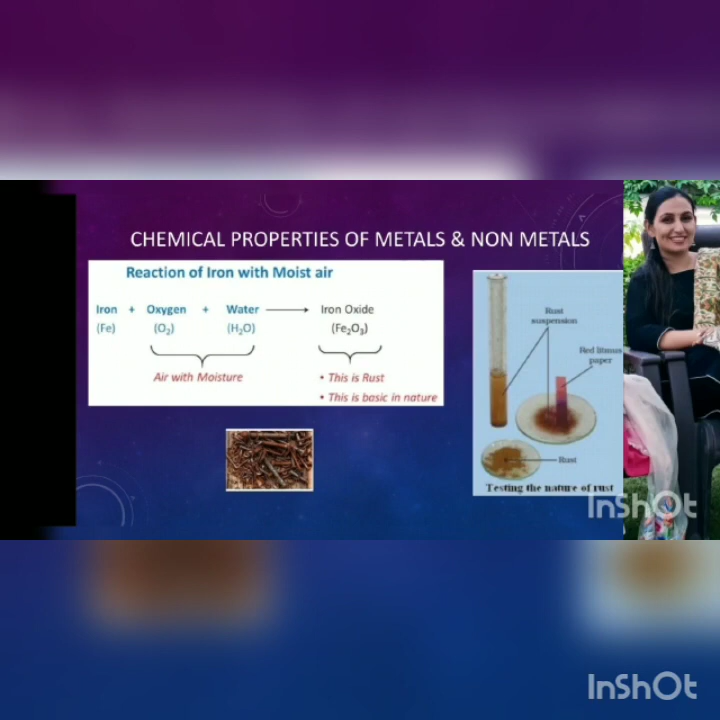 CHEMICAL PROPERTIES OF METALS & NON METALS
Reaction of Iron with Moist air
Iron + Oxygen + Water ⟶ Iron Oxide
(Fe) (O₂) (H₂O) (Fe₂O₃)
Air with Moisture
• This is Rust
• This is basic in nature
Rust
suspension
Red litmus
paper
Rust
Testing the nature of rust
InShOt
InShOt